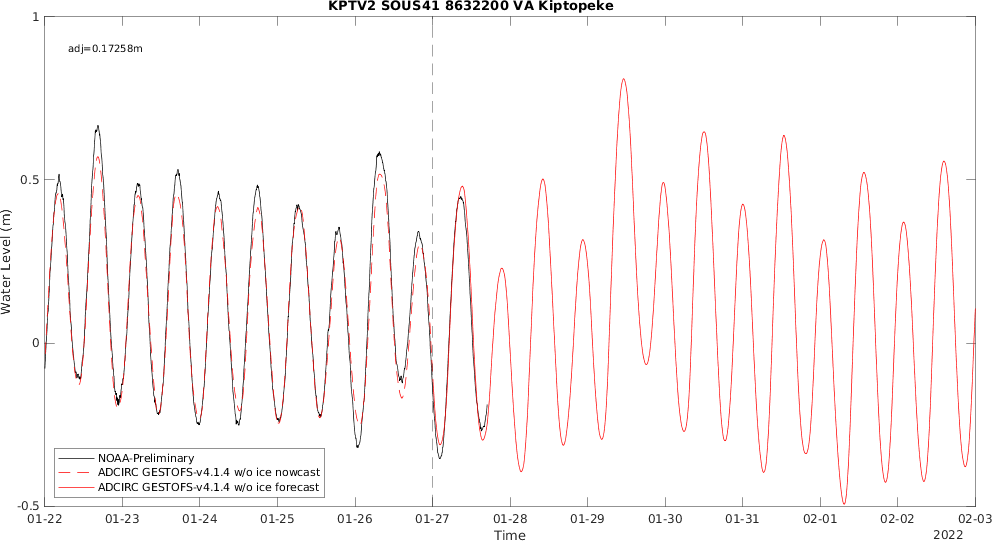 KPTV2 SOUS41 8632200 VA Kiptopeke
adj=0.17258m
1
0.5
0
-0.5
Water Level (m)
NOAA-Preliminary
ADCIRC GESTOFS-v4.1.4 w/o ice nowcast
ADCIRC GESTOFS-v4.1.4 w/o ice forecast
01-22 01-23 01-24 01-25 01-26 01-27 01-28 01-29 01-30 01-31 02-01 02-02 02-03
Time
2022